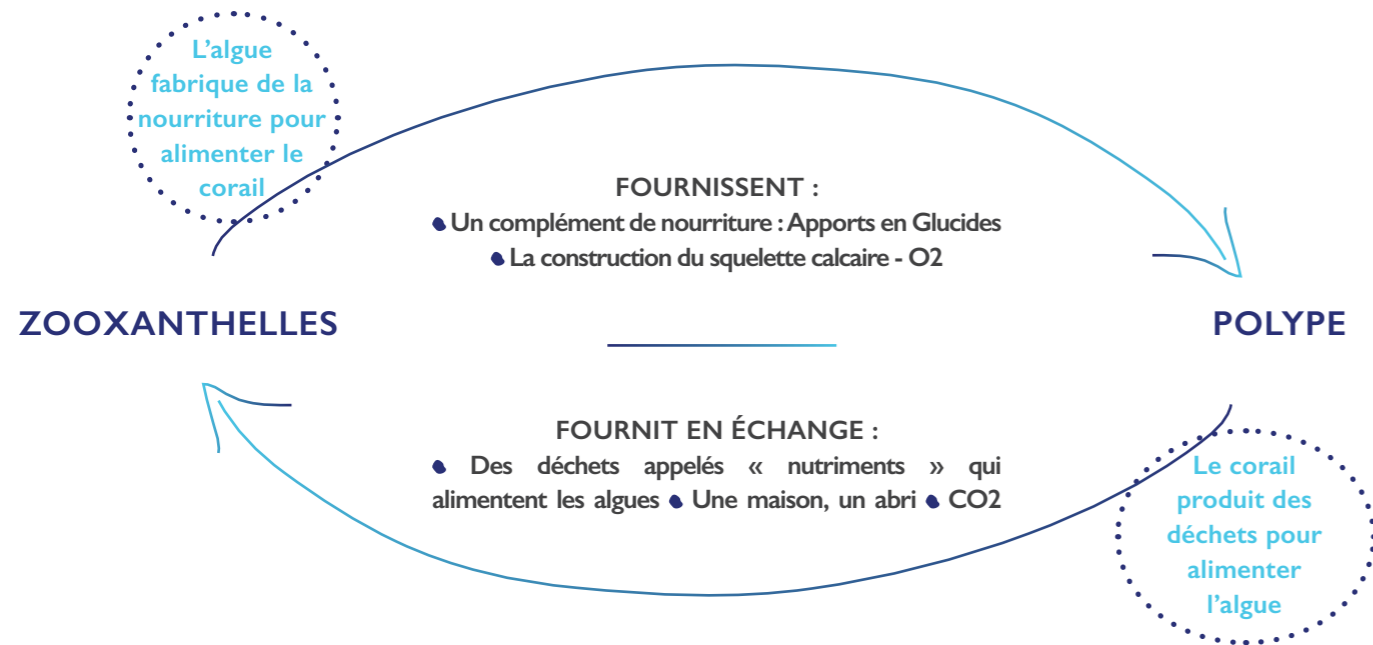 L’algue
fabrique de la
nourriture pour
alimenter le
corail
FOURNISSENT :
Un complément de nourriture : Apports en Glucides
La construction du squelette calcaire - O2
ZOOXANTHELLES
POLYPE
FOURNIT EN ÉCHANGE :
Des déchets appelés « nutriments » qui
alimentent les algues Une maison, un abri CO2
Le corail
produit des
déchets pour
alimenter
l’algue